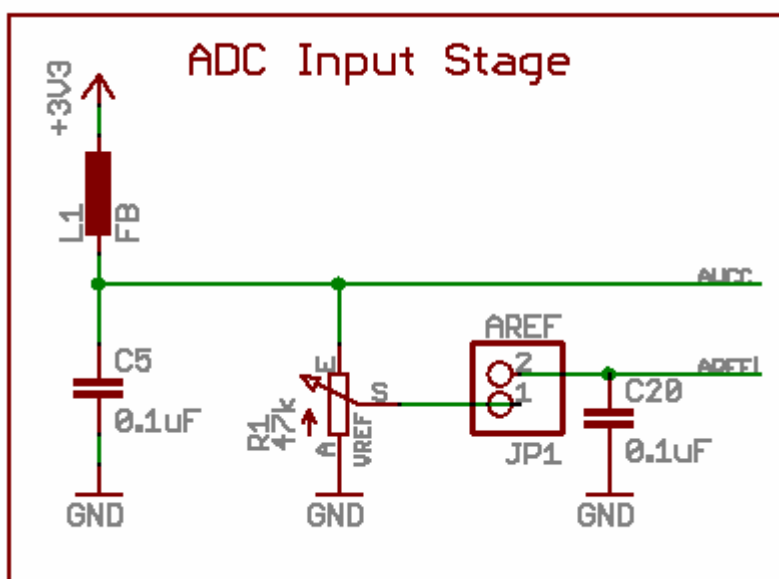 ADC Input Stage
+3V3
L1
FB
AVCC
C5
0.1uF
E
S
A
R1
47k
VREF
AREF
2
1
JP1
C20
0.1uF
GND
GND
GND